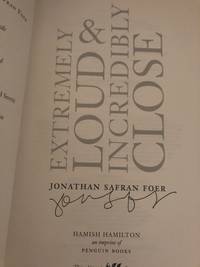 EXTREMELY
LOUD &
INCREDIBLY
CLOSE
JONATHAN SAFRAN FOER
HAMISH HAMILTON
an imprint of
PENGUIN BOOKS